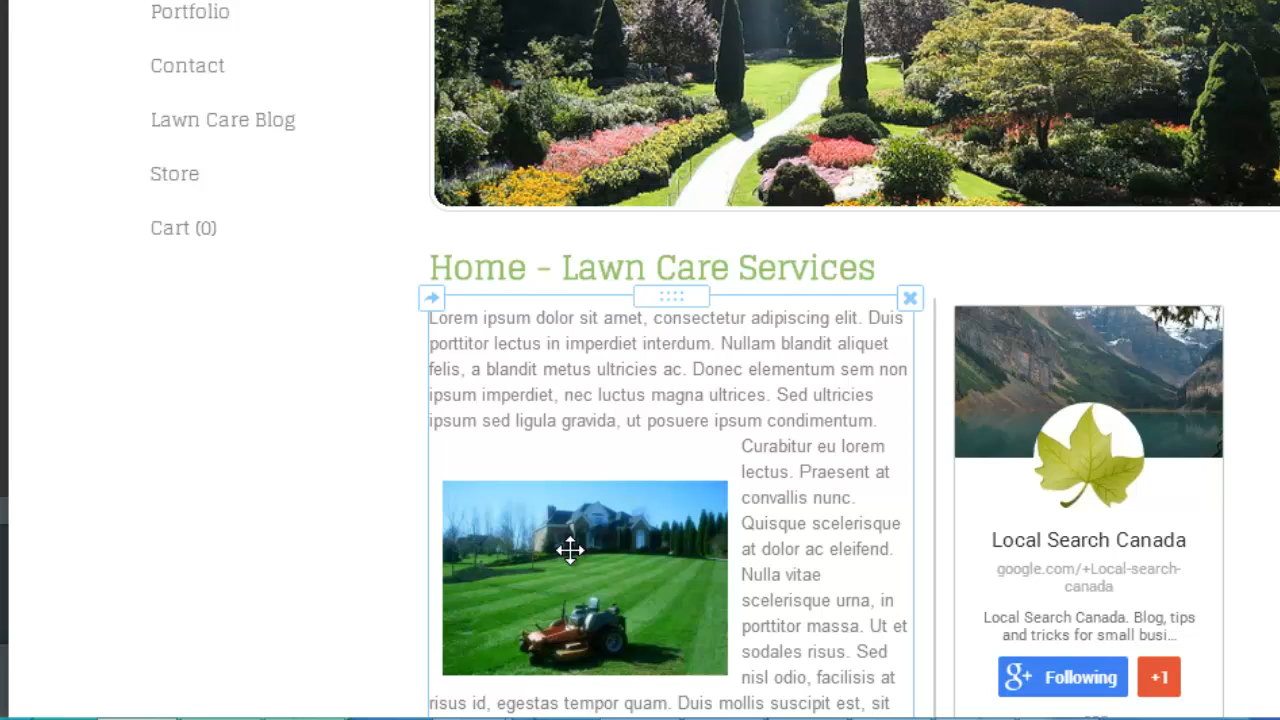 Portfolio
Contact
Lawn Care Blog
Store
Cart (0)
Home - Lawn Care Services
Lorem ipsum dolor sit amet, consectetur adipiscing elit. Duis
porttitor lectus in imperdiet interdum. Nullam blandit aliquet
felis, a blandit metus ultricies ac. Donec elementum sem non
ipsum imperdiet, nec luctus magna ultrices. Sed ultricies
ipsum sed ligula gravida, ut posuere ipsum condimentum.
Curabitur eu lorem
lectus. Praesent at
convallis nunc.
Quisque scelerisque
at dolor ac eleifend.
Nulla vitae
scelerisque urna, in
porttitor massa. Ut et
sodales risus. Sed
nisl odio, facilisis at
risus id, egestas tempor quam. Duis mollis suscipit est, sit
Local Search Canada
google.com/+Local-search-
canada
Local Search Canada. Blog, tips
and tricks for small busi...
g+ Following
+1